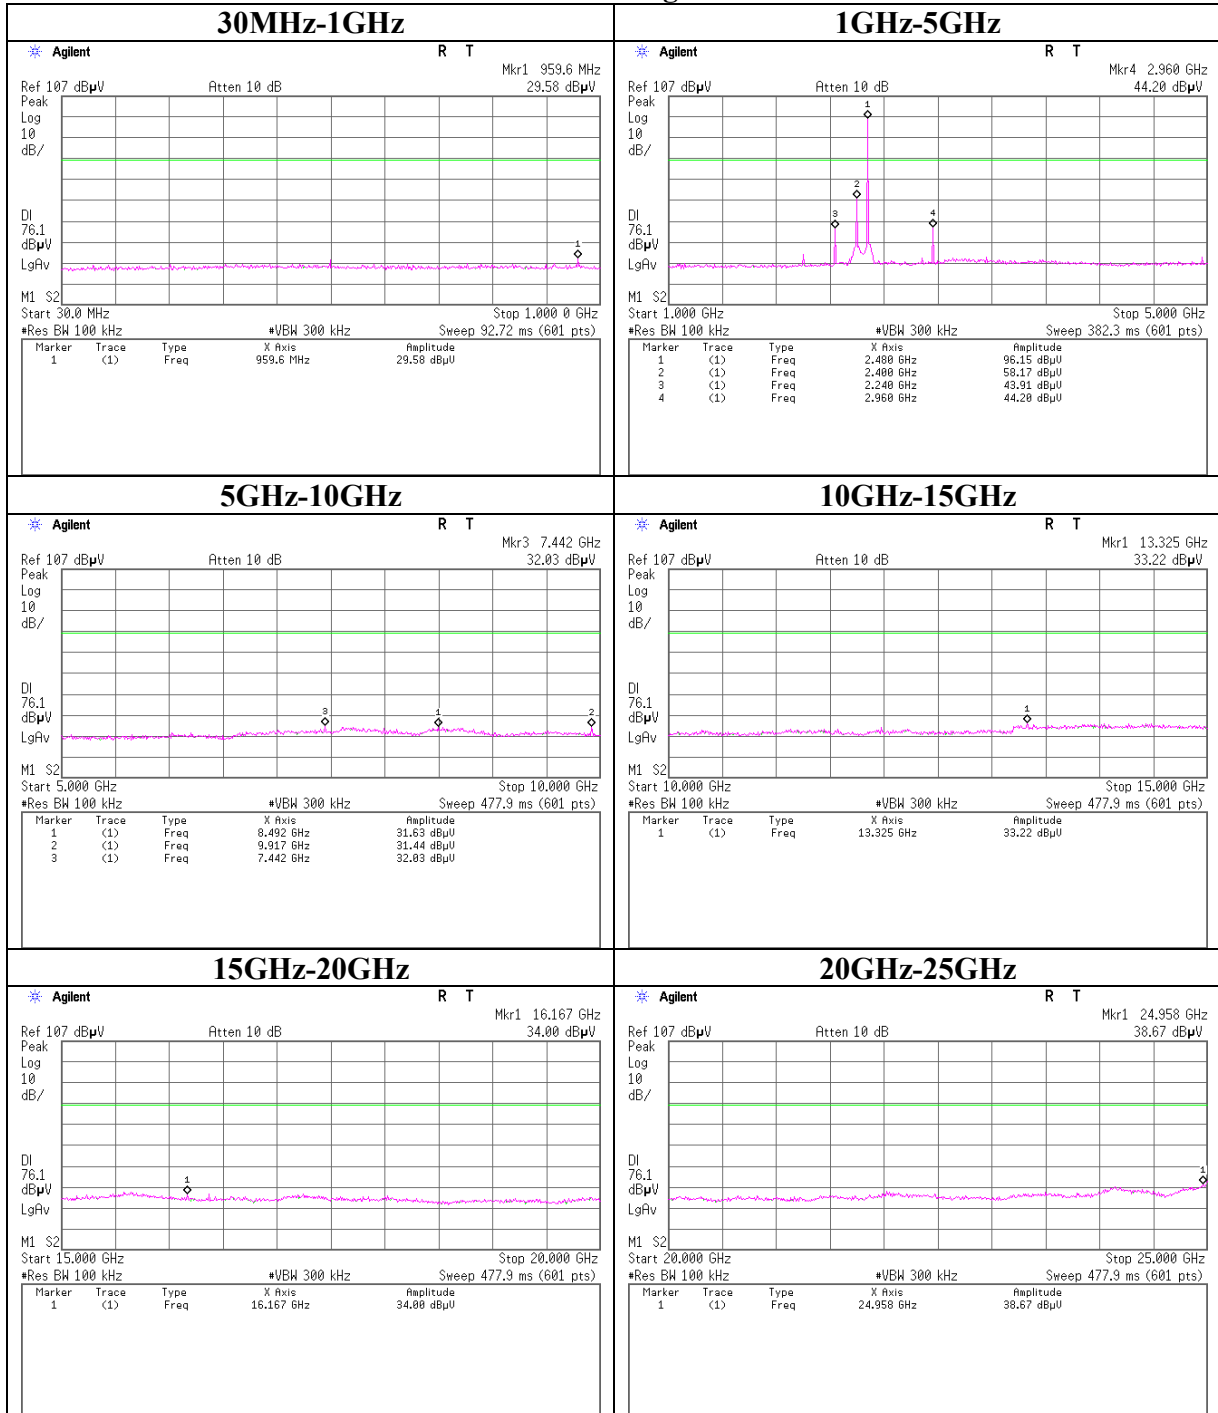 30MHz-1GHz
Agilent R T
Mkr1 959.6 MHz
Ref 107 dBµV Atten 10 dB 29.58 dBµV
Peak
Log
10
dB/
1
DI
76.1
dBµV
LgAv
M1 S2
Start 30.0 MHz Stop 1.000 0 GHz
#Res BW 100 kHz #VBW 300 kHz Sweep 92.72 ms (601 pts)
Marker Trace Type X Axis Amplitude
1 (1) Freq 959.6 MHz 29.58 dBµV
1GHz-5GHz
Agilent R T
Mkr4 2.960 GHz
Ref 107 dBµV Atten 10 dB 44.20 dBµV
Peak
Log
10
dB/
1
2
3
4
DI
76.1
dBµV
LgAv
M1 S2
Start 1.000 GHz Stop 5.000 GHz
#Res BW 100 kHz #VBW 300 kHz Sweep 382.3 ms (601 pts)
Marker Trace Type X Axis Amplitude
1 (1) Freq 2.480 GHz 96.15 dBµV
2 (1) Freq 2.400 GHz 58.17 dBµV
3 (1) Freq 2.240 GHz 43.91 dBµV
4 (1) Freq 2.960 GHz 44.20 dBµV
5GHz-10GHz
Agilent R T
Mkr3 7.442 GHz
Ref 107 dBµV Atten 10 dB 32.03 dBµV
Peak
Log
10
dB/
3
1
2
DI
76.1
dBµV
LgAv
M1 S2
Start 5.000 GHz Stop 10.000 GHz
#Res BW 100 kHz #VBW 300 kHz Sweep 477.9 ms (601 pts)
Marker Trace Type X Axis Amplitude
1 (1) Freq 8.492 GHz 31.63 dBµV
2 (1) Freq 9.917 GHz 31.44 dBµV
3 (1) Freq 7.442 GHz 32.03 dBµV
10GHz-15GHz
Agilent R T
Mkr1 13.325 GHz
Ref 107 dBµV Atten 10 dB 33.22 dBµV
Peak
Log
10
dB/
1
DI
76.1
dBµV
LgAv
M1 S2
Start 10.000 GHz Stop 15.000 GHz
#Res BW 100 kHz #VBW 300 kHz Sweep 477.9 ms (601 pts)
Marker Trace Type X Axis Amplitude
1 (1) Freq 13.325 GHz 33.22 dBµV
15GHz-20GHz
Agilent R T
Mkr1 16.167 GHz
Ref 107 dBµV Atten 10 dB 34.00 dBµV
Peak
Log
10
dB/
1
DI
76.1
dBµV
LgAv
M1 S2
Start 15.000 GHz Stop 20.000 GHz
#Res BW 100 kHz #VBW 300 kHz Sweep 477.9 ms (601 pts)
Marker Trace Type X Axis Amplitude
1 (1) Freq 16.167 GHz 34.00 dBµV
20GHz-25GHz
Agilent R T
Mkr1 24.958 GHz
Ref 107 dBµV Atten 10 dB 38.67 dBµV
Peak
Log
10
dB/
1
DI
76.1
dBµV
LgAv
M1 S2
Start 20.000 GHz Stop 25.000 GHz
#Res BW 100 kHz #VBW 300 kHz Sweep 477.9 ms (601 pts)
Marker Trace Type X Axis Amplitude
1 (1) Freq 24.958 GHz 38.67 dBµV